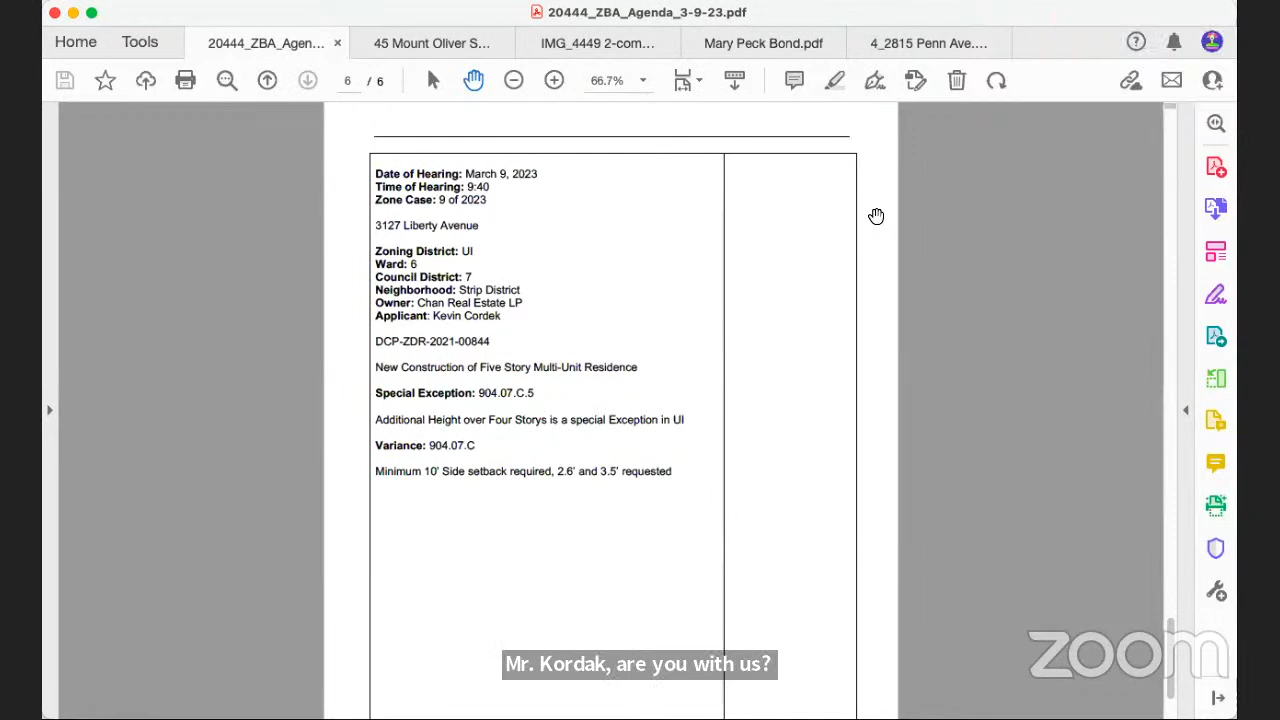 20444_ZBA_Agenda_3-9-23.pdf
Home Tools 20444_ZBA_Agen... × 45 Mount Oliver S... IMG_4449 2-com... Mary Peck Bond.pdf 4_2815 Penn Ave....
6 / 6 66.7%
Date of Hearing: March 9, 2023
Time of Hearing: 9:40
Zone Case: 9 of 2023
3127 Liberty Avenue
Zoning District: UI
Ward: 6
Council District: 7
Neighborhood: Strip District
Owner: Chan Real Estate LP
Applicant: Kevin Cordek
DCP-ZDR-2021-00844
New Construction of Five Story Multi-Unit Residence
Special Exception: 904.07.C.5
Additional Height over Four Storys is a special Exception in UI
Variance: 904.07.C
Minimum 10' Side setback required, 2.6' and 3.5' requested
Mr. Kordak, are you with us?
zoom